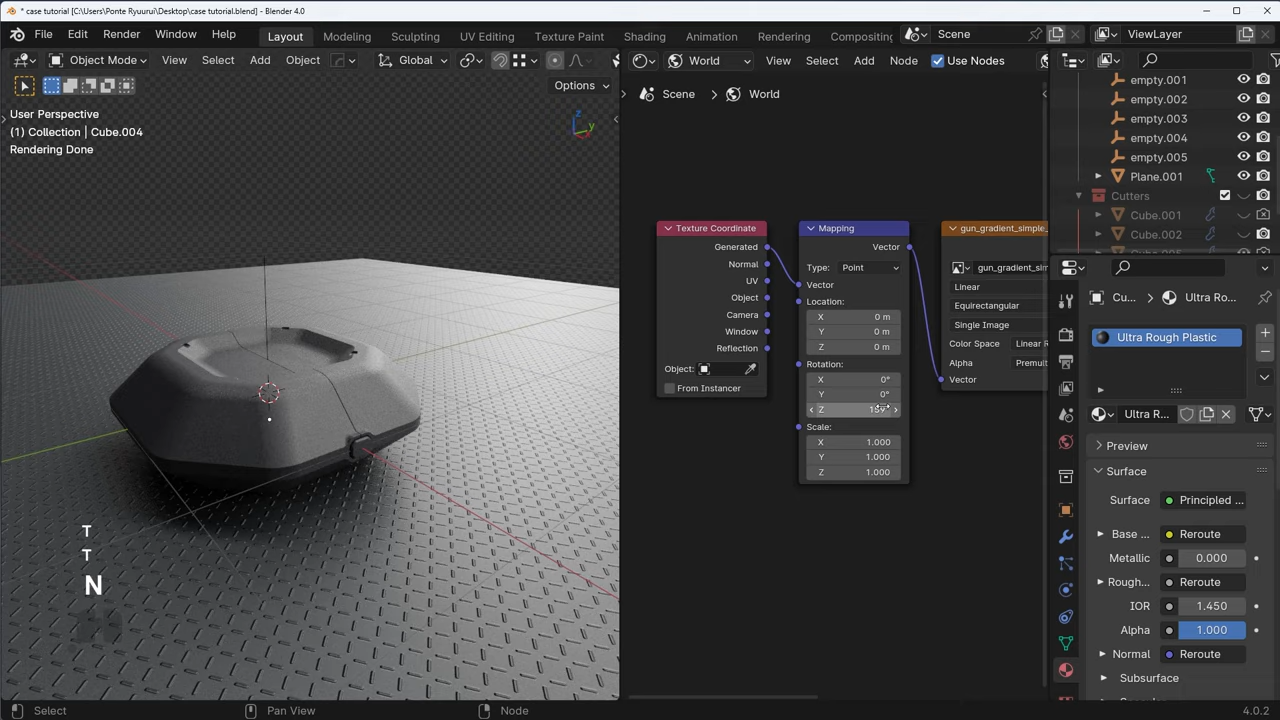 * case tutorial [C:\Users\Ponte Ryuurui\Desktop\case tutorial.blend] - Blender 4.0
File Edit Render Window Help Layout Modeling Sculpting UV Editing Texture Paint Shading Animation Rendering Compositing Scene ViewLayer
Object Mode View Select Add Object Global
World View Select Add Node Use Nodes
Options
User Perspective
(1) Collection | Cube.004
Rendering Done
z
y
Scene > World
empty.001
empty.002
empty.003
empty.004
empty.005
Plane.001
Cutters
Cube.001
Cube.002
Texture Coordinate
Generated
Normal
UV
Object
Camera
Window
Reflection
Object:
From Instancer
Mapping
Vector
Type: Point
Vector
Location:
X 0 m
Y 0 m
Z 0 m
Rotation:
X 0°
Y 0°
Z
Scale:
X 1.000
Y 1.000
Z 1.000
gun_gradient_simple_
gun_gradient_sim
Linear
Equirectangular
Single Image
Color Space Linear R
Alpha Premult
Vector
Cu... > Ultra Ro...
Ultra Rough Plastic
Ultra R...
Preview
Surface
Surface Principled ...
Base ... Reroute
Metallic 0.000
Rough... Reroute
IOR 1.450
Alpha 1.000
Normal Reroute
Subsurface
T
T
N
Select Pan View Node 4.0.2